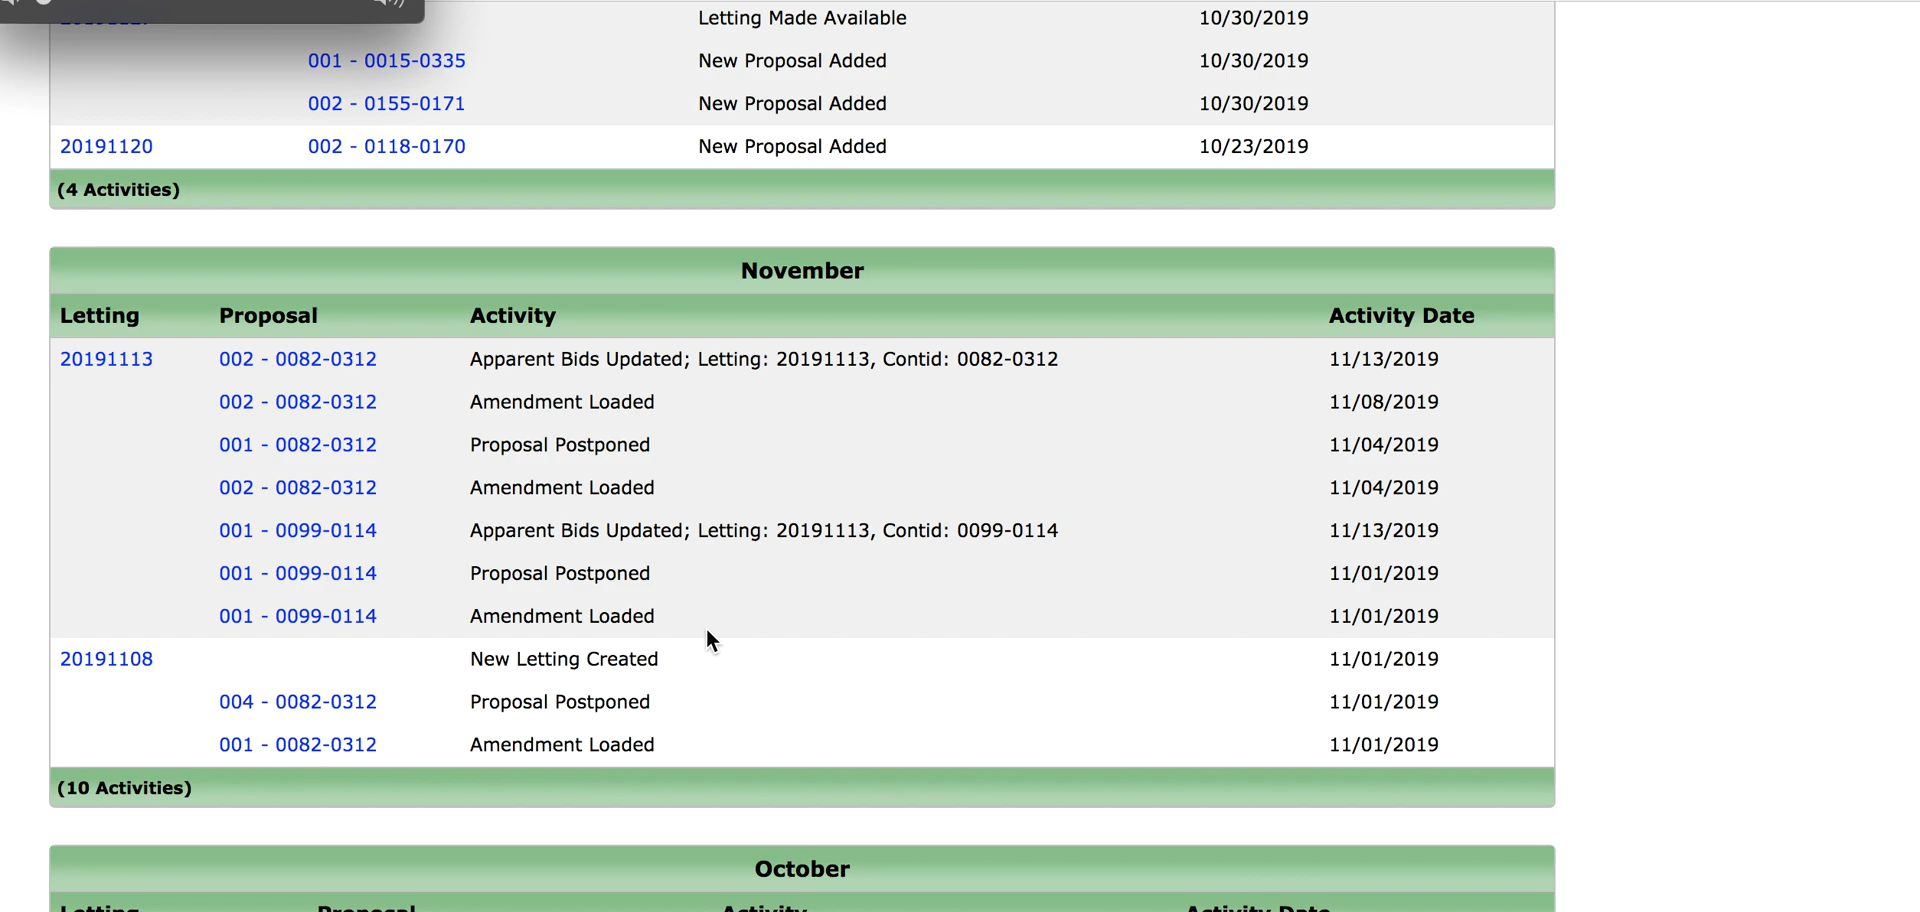 Letting Made Available 10/30/2019
001 - 0015-0335 New Proposal Added 10/30/2019
002 - 0155-0171 New Proposal Added 10/30/2019
20191120 002 - 0118-0170 New Proposal Added 10/23/2019
(4 Activities)
November
Letting Proposal Activity Activity Date
20191113 002 - 0082-0312 Apparent Bids Updated; Letting: 20191113, Contid: 0082-0312 11/13/2019
002 - 0082-0312 Amendment Loaded 11/08/2019
001 - 0082-0312 Proposal Postponed 11/04/2019
002 - 0082-0312 Amendment Loaded 11/04/2019
001 - 0099-0114 Apparent Bids Updated; Letting: 20191113, Contid: 0099-0114 11/13/2019
001 - 0099-0114 Proposal Postponed 11/01/2019
001 - 0099-0114 Amendment Loaded 11/01/2019
20191108 New Letting Created 11/01/2019
004 - 0082-0312 Proposal Postponed 11/01/2019
001 - 0082-0312 Amendment Loaded 11/01/2019
(10 Activities)
October
Letting Proposal Activity Activity Date